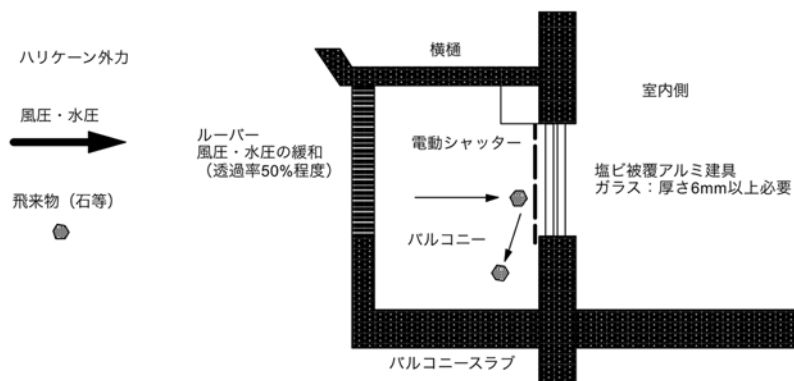 ハリケーン外力
風圧・水圧
飛来物（石等）
ルーバー
風圧・水圧の緩和
（透過率50%程度）
横樋
電動シャッター
バルコニー
バルコニースラブ
室内側
塩ビ被覆アルミ建具
ガラス：厚さ6mm以上必要